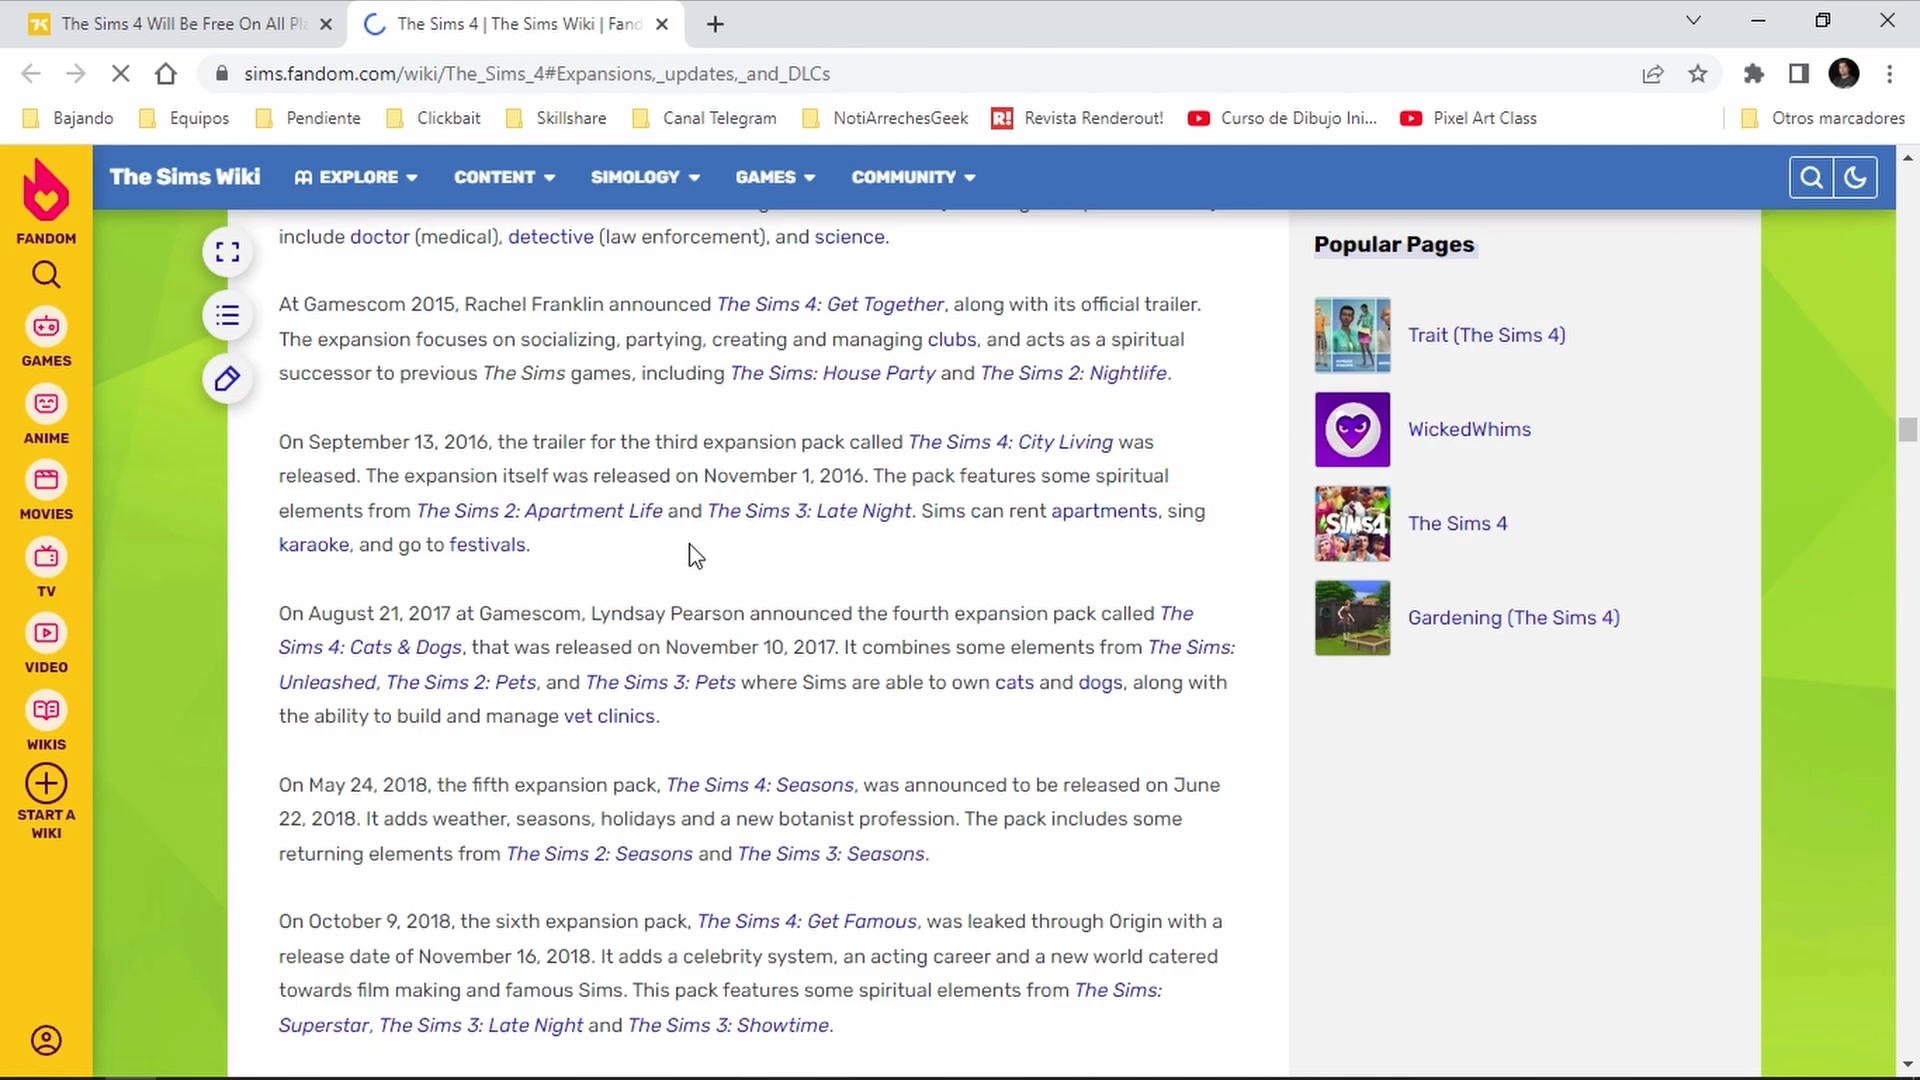 The Sims 4 Will Be Free On All Pla
The Sims 4 | The Sims Wiki | Fand
sims.fandom.com/wiki/The_Sims_4#Expansions,_updates,_and_DLCs
Bajando
Equipos
Pendiente
Clickbait
Skillshare
Canal Telegram
NotiArrechesGeek
R!
Revista Renderout!
Curso de Dibujo Ini...
Pixel Art Class
Otros marcadores
The Sims Wiki
EXPLORE
CONTENT
SIMOLOGY
GAMES
COMMUNITY
FANDOM
GAMES
ANIME
MOVIES
TV
VIDEO
WIKIS
START A
WIKI
include doctor (medical), detective (law enforcement), and science.
At Gamescom 2015, Rachel Franklin announced The Sims 4: Get Together, along with its official trailer.
The expansion focuses on socializing, partying, creating and managing clubs, and acts as a spiritual
successor to previous The Sims games, including The Sims: House Party and The Sims 2: Nightlife.
On September 13, 2016, the trailer for the third expansion pack called The Sims 4: City Living was
released. The expansion itself was released on November 1, 2016. The pack features some spiritual
elements from The Sims 2: Apartment Life and The Sims 3: Late Night. Sims can rent apartments, sing
karaoke, and go to festivals.
On August 21, 2017 at Gamescom, Lyndsay Pearson announced the fourth expansion pack called The
Sims 4: Cats & Dogs, that was released on November 10, 2017. It combines some elements from The Sims:
Unleashed, The Sims 2: Pets, and The Sims 3: Pets where Sims are able to own cats and dogs, along with
the ability to build and manage vet clinics.
On May 24, 2018, the fifth expansion pack, The Sims 4: Seasons, was announced to be released on June
22, 2018. It adds weather, seasons, holidays and a new botanist profession. The pack includes some
returning elements from The Sims 2: Seasons and The Sims 3: Seasons.
On October 9, 2018, the sixth expansion pack, The Sims 4: Get Famous, was leaked through Origin with a
release date of November 16, 2018. It adds a celebrity system, an acting career and a new world catered
towards film making and famous Sims. This pack features some spiritual elements from The Sims:
Superstar, The Sims 3: Late Night and The Sims 3: Showtime.
Popular Pages
Trait (The Sims 4)
WickedWhims
SIMS4
The Sims 4
Gardening (The Sims 4)